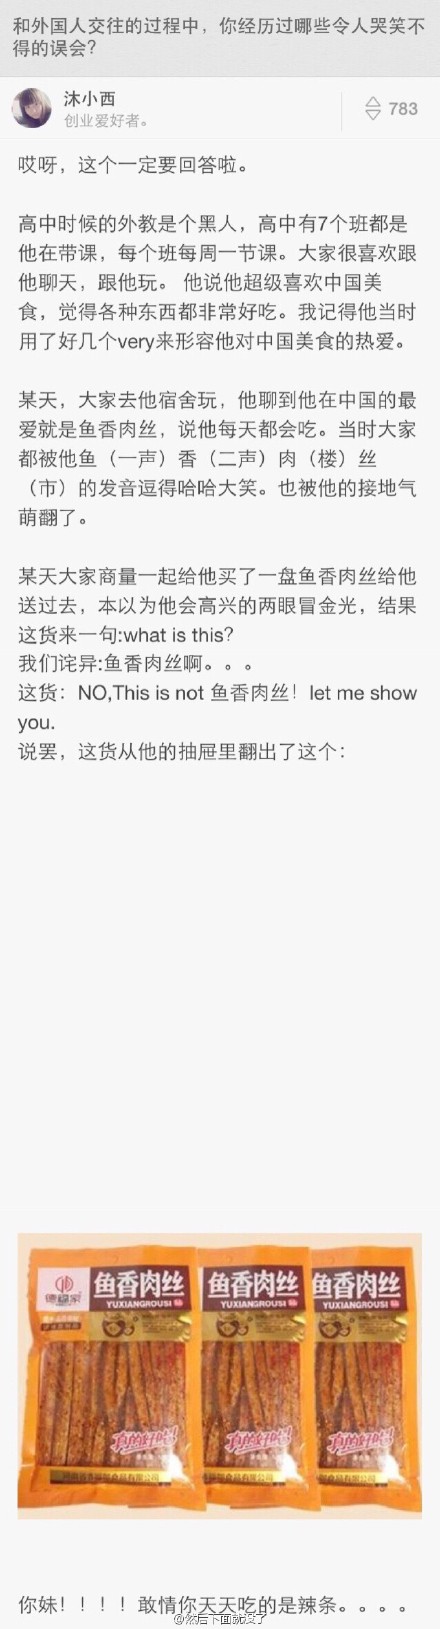 和外国人交往的过程中，你经历过哪些令人哭笑不
得的误会？
沐小西
创业爱好者。
783
哎呀，这个一定要回答啦。
高中时候的外教是个黑人，高中有7个班都是
他在带课，每个班每周一节课。大家很喜欢跟
他聊天，跟他玩。 他说他超级喜欢中国美
食，觉得各种东西都非常好吃。我记得他当时
用了好几个very来形容他对中国美食的热爱。
某天，大家去他宿舍玩，他聊到他在中国的最
爱就是鱼香肉丝，说他每天都会吃。当时大家
都被他鱼（一声）香（二声）肉（楼）丝
（市）的发音逗得哈哈大笑。也被他的接地气
萌翻了。
某天大家商量一起给他买了一盘鱼香肉丝给他
送过去，本以为他会高兴的两眼冒金光，结果
这货来一句:what is this?
我们诧异:鱼香肉丝啊。。。
这货：NO,This is not 鱼香肉丝！let me show
you.
说罢，这货从他的抽屉里翻出了这个：
鱼香肉丝
YUXIANGROUSI
真的好吃！
鱼香肉丝
YUXIANGROUSI
真的好吃！
鱼香肉丝
YUXIANGROUSI
真的好吃！
你妹！！！！敢情你天天吃的是辣条。。。。
@然后下面就没了